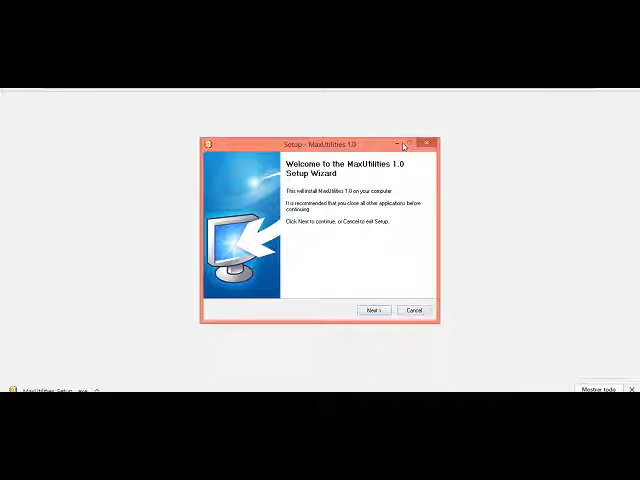 Setup - MaxUtilities 1.0
Welcome to the MaxUtilities 1.0
Setup Wizard
This will install MaxUtilities 1.0 on your computer.
It is recommended that you close all other applications before
continuing.
Click Next to continue, or Cancel to exit Setup.
Next >
Cancel
MaxUtilities_Setup_.exe
Mostrar todo